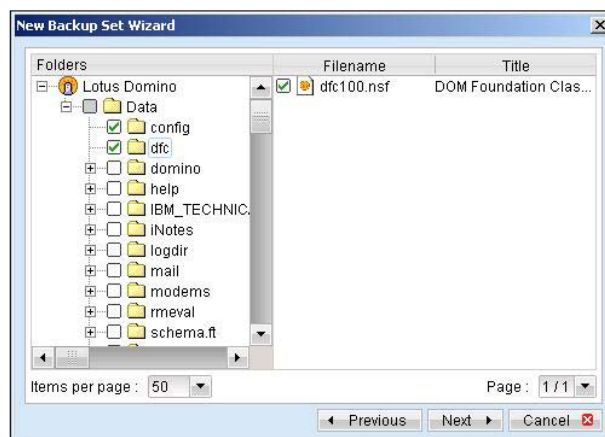 New Backup Set Wizard
Folders
Filename
Title
Lotus Domino
dfc100.nsf
DOM Foundation Clas...
Data
config
dfc
domino
help
IBM_TECHNIC
iNotes
logdir
mail
modems
rmeval
schema.ft
Items per page : 50
Page : 1 / 1
Previous
Next
Cancel